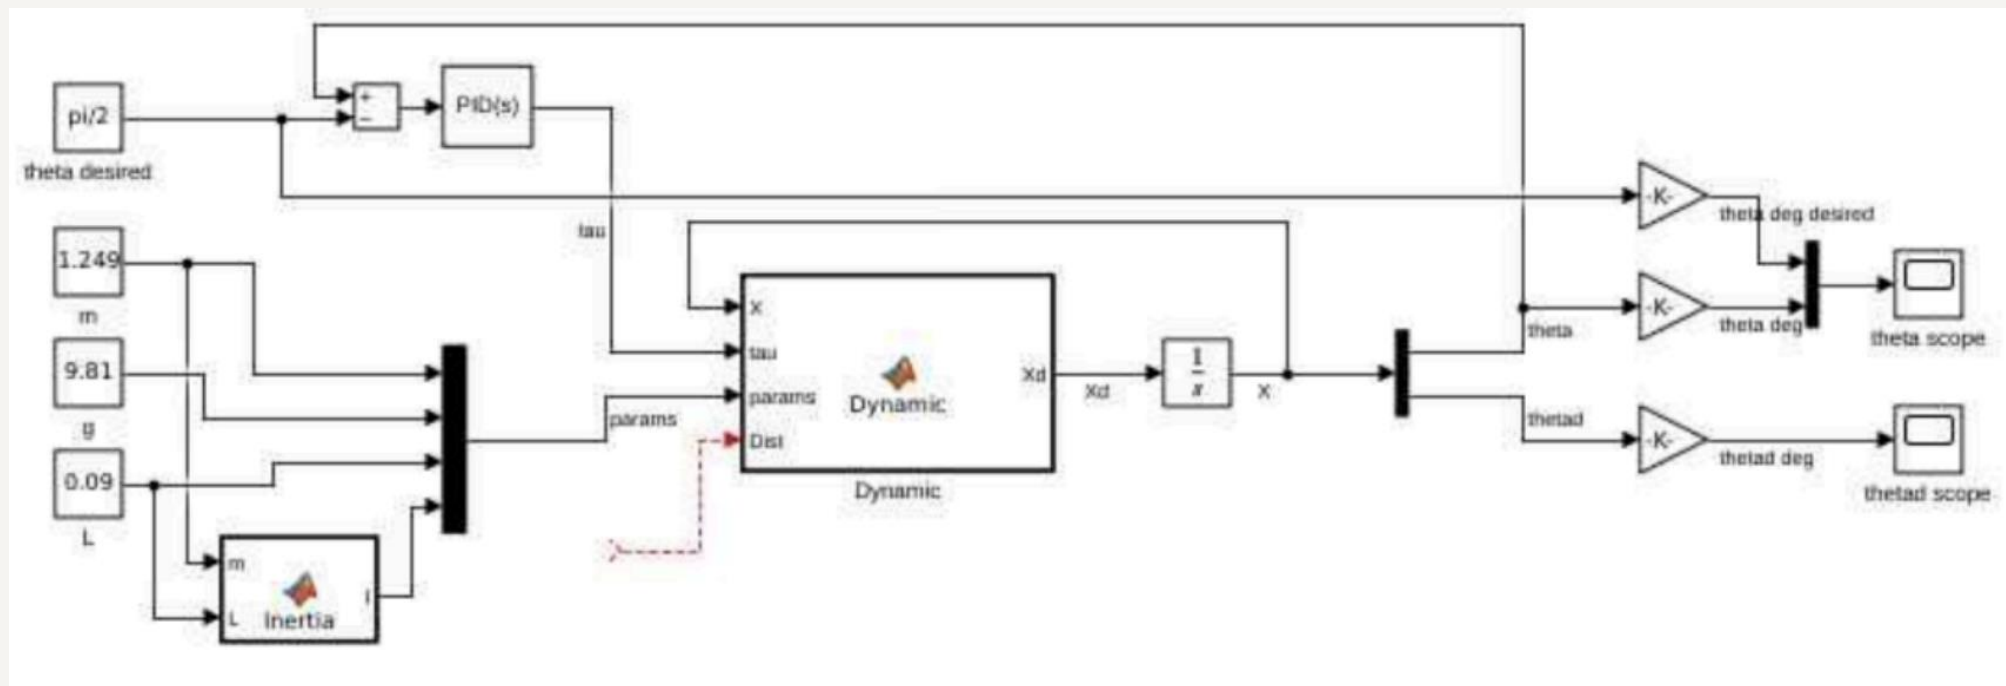 pi/2
theta desired
+
−
PID(s)
tau
1.249
m
9.81
g
0.09
L
m
L
Inertia
I
params
X
tau
params
Dist
Dynamic
Xd
Dynamic
Xd
1
s
X
theta
thetad
-K-
theta deg desired
-K-
theta deg
theta scope
-K-
thetad deg
thetad scope